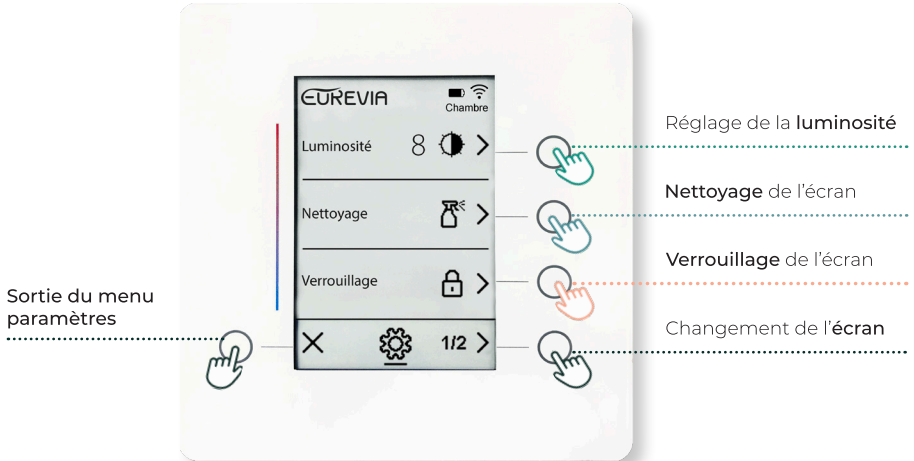 EUREVIA
Chambre
Luminosité 8
Nettoyage
Verrouillage
1/2
Réglage de la luminosité
Nettoyage de l'écran
Verrouillage de l'écran
Changement de l'écran
Sortie du menu
paramètres